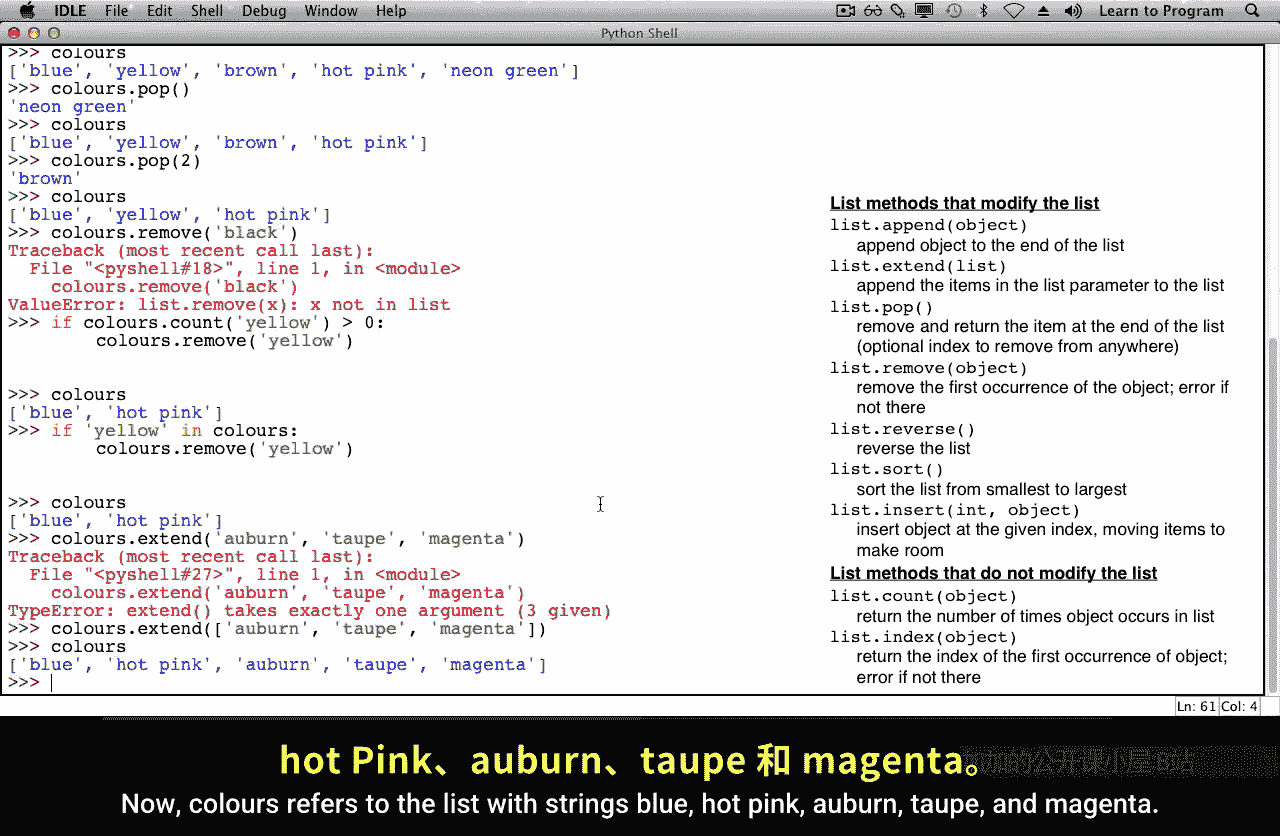 IDLE File Edit Shell Debug Window Help Learn to Program
Python Shell
>>> colours
['blue', 'yellow', 'brown', 'hot pink', 'neon green']
>>> colours.pop()
'neon green'
>>> colours
['blue', 'yellow', 'brown', 'hot pink']
>>> colours.pop(2)
'brown'
>>> colours
['blue', 'yellow', 'hot pink']
>>> colours.remove('black')
Traceback (most recent call last):
  File "<pyshell#18>", line 1, in <module>
    colours.remove('black')
ValueError: list.remove(x): x not in list
>>> if colours.count('yellow') > 0:
        colours.remove('yellow')
>>> colours
['blue', 'hot pink']
>>> if 'yellow' in colours:
        colours.remove('yellow')
>>> colours
['blue', 'hot pink']
>>> colours.extend('auburn', 'taupe', 'magenta')
Traceback (most recent call last):
  File "<pyshell#27>", line 1, in <module>
    colours.extend('auburn', 'taupe', 'magenta')
TypeError: extend() takes exactly one argument (3 given)
>>> colours.extend(['auburn', 'taupe', 'magenta'])
>>> colours
['blue', 'hot pink', 'auburn', 'taupe', 'magenta']
>>>
List methods that modify the list
list.append(object)
append object to the end of the list
list.extend(list)
append the items in the list parameter to the list
list.pop()
remove and return the item at the end of the list
(optional index to remove from anywhere)
list.remove(object)
remove the first occurrence of the object; error if
not there
list.reverse()
reverse the list
list.sort()
sort the list from smallest to largest
list.insert(int, object)
insert object at the given index, moving items to
make room
List methods that do not modify the list
list.count(object)
return the number of times object occurs in list
list.index(object)
return the index of the first occurrence of object;
error if not there
Ln: 61 Col: 4
hot Pink、auburn、taupe 和 magenta。
的公开课小屋
Now, colours refers to the list with strings blue, hot pink, auburn, taupe, and magenta.